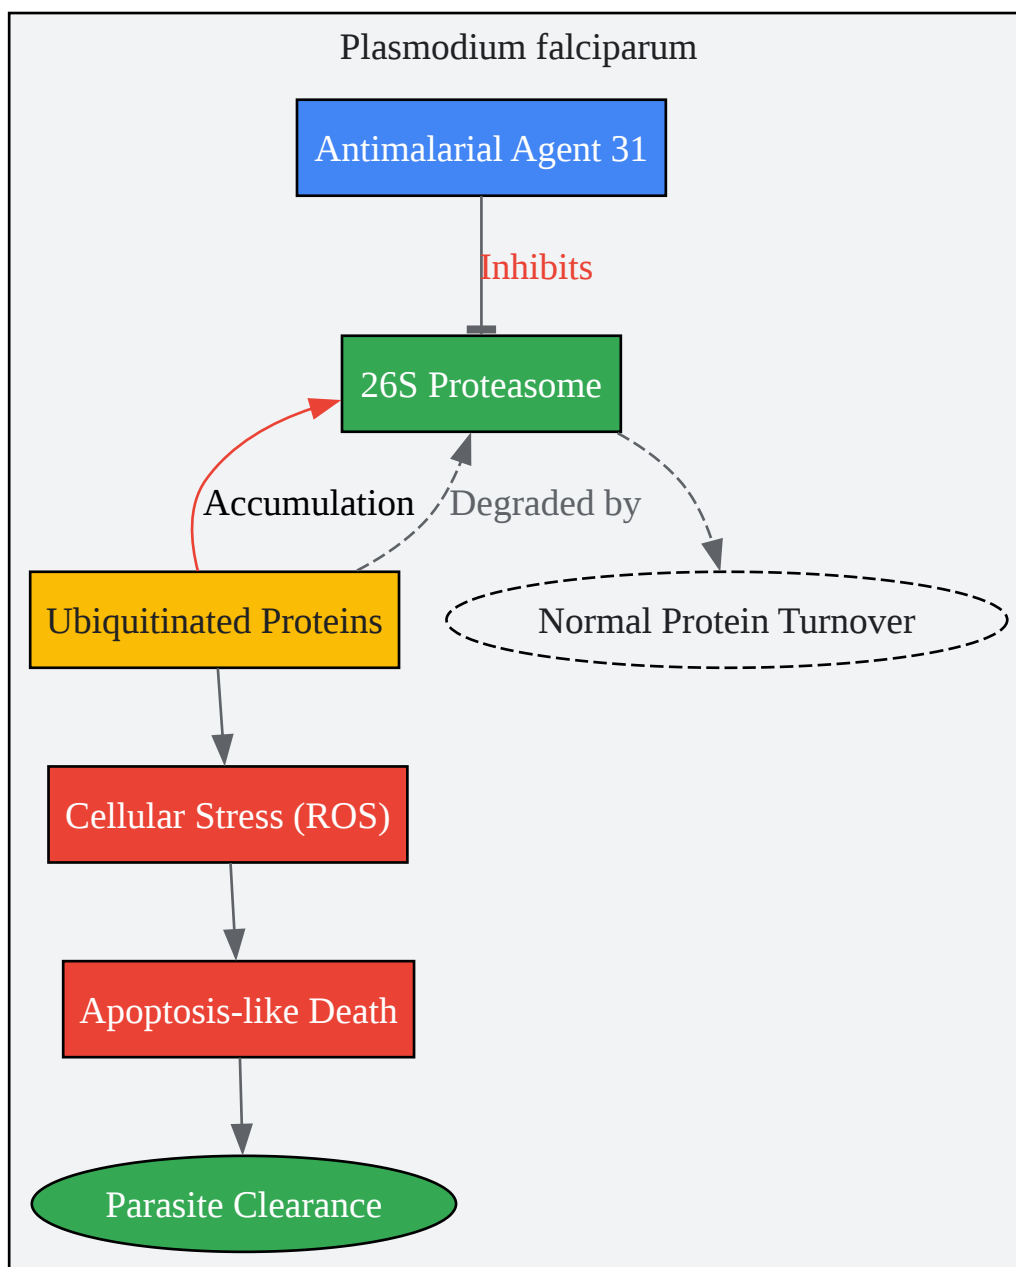 Plasmodium falciparum
Antimalarial Agent 31
Inhibits
26S Proteasome
Accumulation
Degraded by
Ubiquitinated Proteins
Normal Protein Turnover
Cellular Stress (ROS)
Apoptosis-like Death
Parasite Clearance